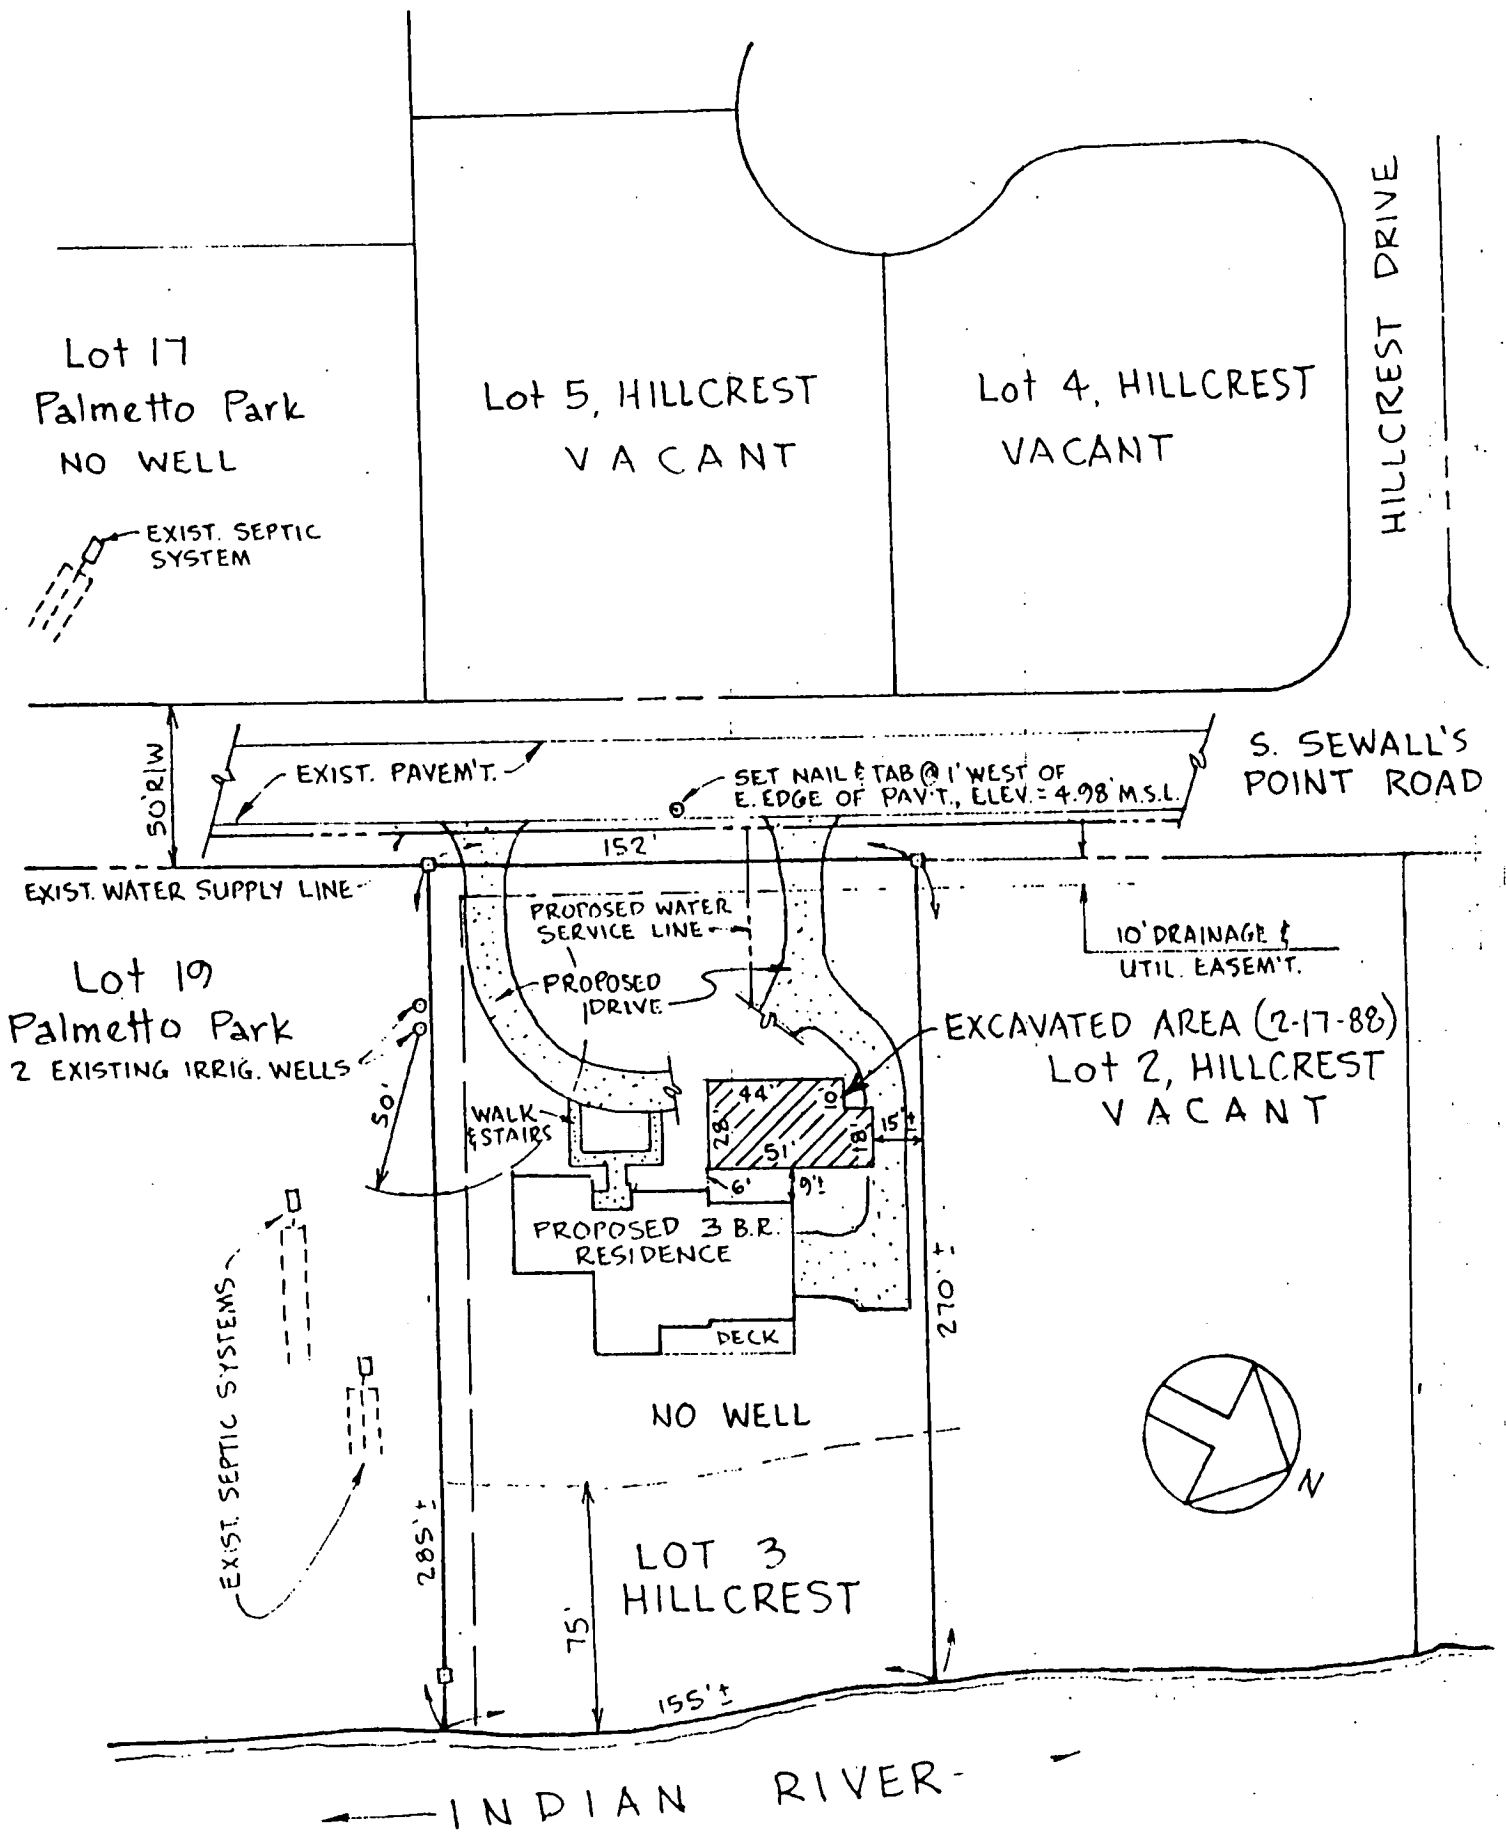 HILLCREST DRIVE
Lot 17
Palmetto Park
NO WELL
EXIST. SEPTIC
SYSTEM
Lot 5, HILLCREST
VACANT
Lot 4, HILLCREST
VACANT
50' R/W
EXIST. PAVEM'T.
SET NAIL & TAB @ 1' WEST OF
E. EDGE OF PAV'T., ELEV. = 4.98' M.S.L.
S. SEWALL'S
POINT ROAD
152'
EXIST. WATER SUPPLY LINE
PROPOSED WATER
SERVICE LINE
10' DRAINAGE &
UTIL. EASEM'T.
Lot 19
Palmetto Park
2 EXISTING IRRIG. WELLS
PROPOSED
DRIVE
EXCAVATED AREA (2-17-88)
Lot 2, HILLCREST
VACANT
50'
WALK
& STAIRS
44'
10'
28'
51'
18'
15'±
6'
9'±
PROPOSED 3 B.R.
RESIDENCE
DECK
270'±
EXIST. SEPTIC SYSTEMS
NO WELL
N
285'±
75'
LOT 3
HILLCREST
155'±
INDIAN RIVER